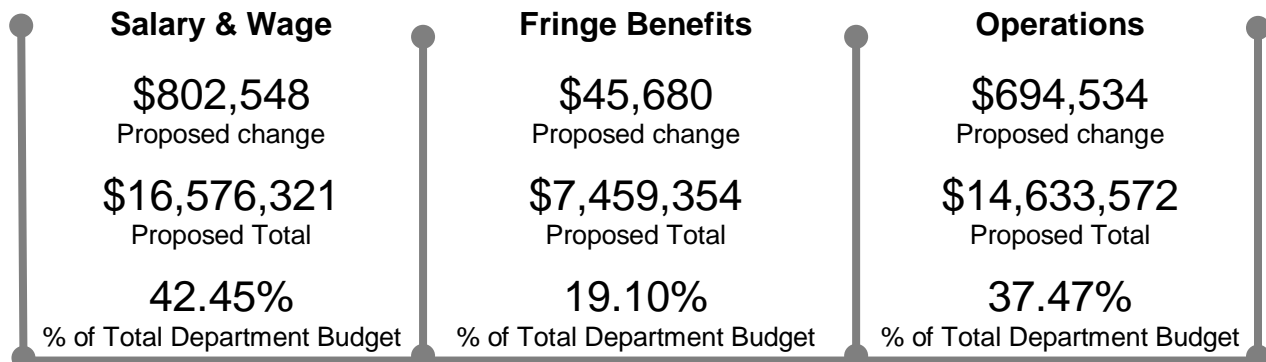 Salary & Wage
$802,548
Proposed change
$16,576,321
Proposed Total
42.45%
% of Total Department Budget
Fringe Benefits
$45,680
Proposed change
$7,459,354
Proposed Total
19.10%
% of Total Department Budget
Operations
$694,534
Proposed change
$14,633,572
Proposed Total
37.47%
% of Total Department Budget